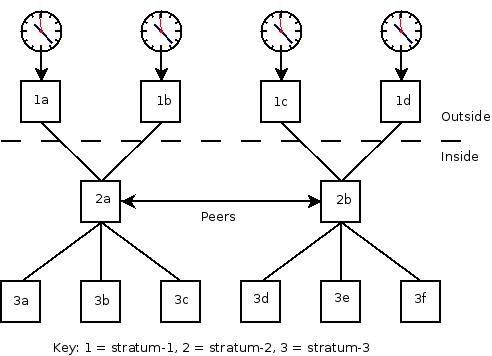 1a 1b 1c 1d
Outside
Inside
2a 2b
Peers
3a 3b 3c 3d 3e 3f
Key: 1 = stratum-1, 2 = stratum-2, 3 = stratum-3